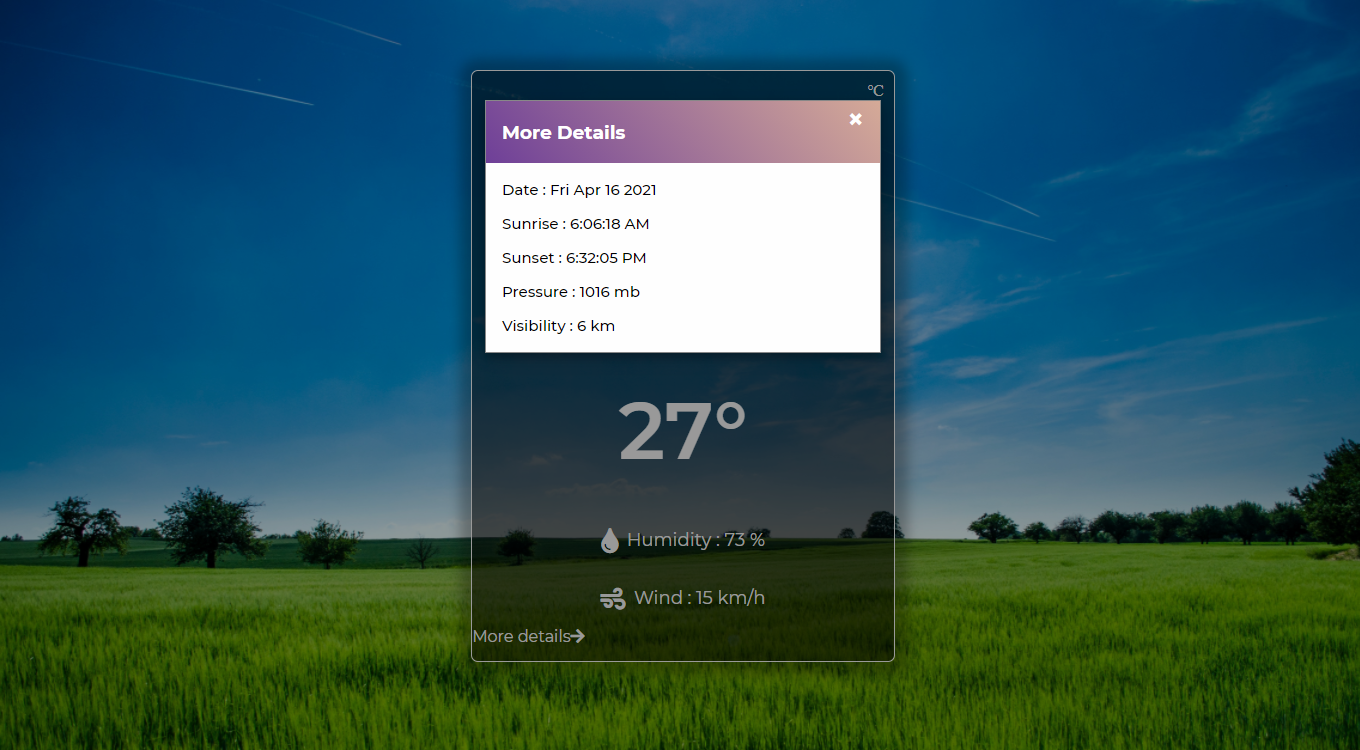 °C
More Details
✖
Date : Fri Apr 16 2021
Sunrise : 6:06:18 AM
Sunset : 6:32:05 PM
Pressure : 1016 mb
Visibility : 6 km
27°
Humidity : 73 %
Wind : 15 km/h
More details→